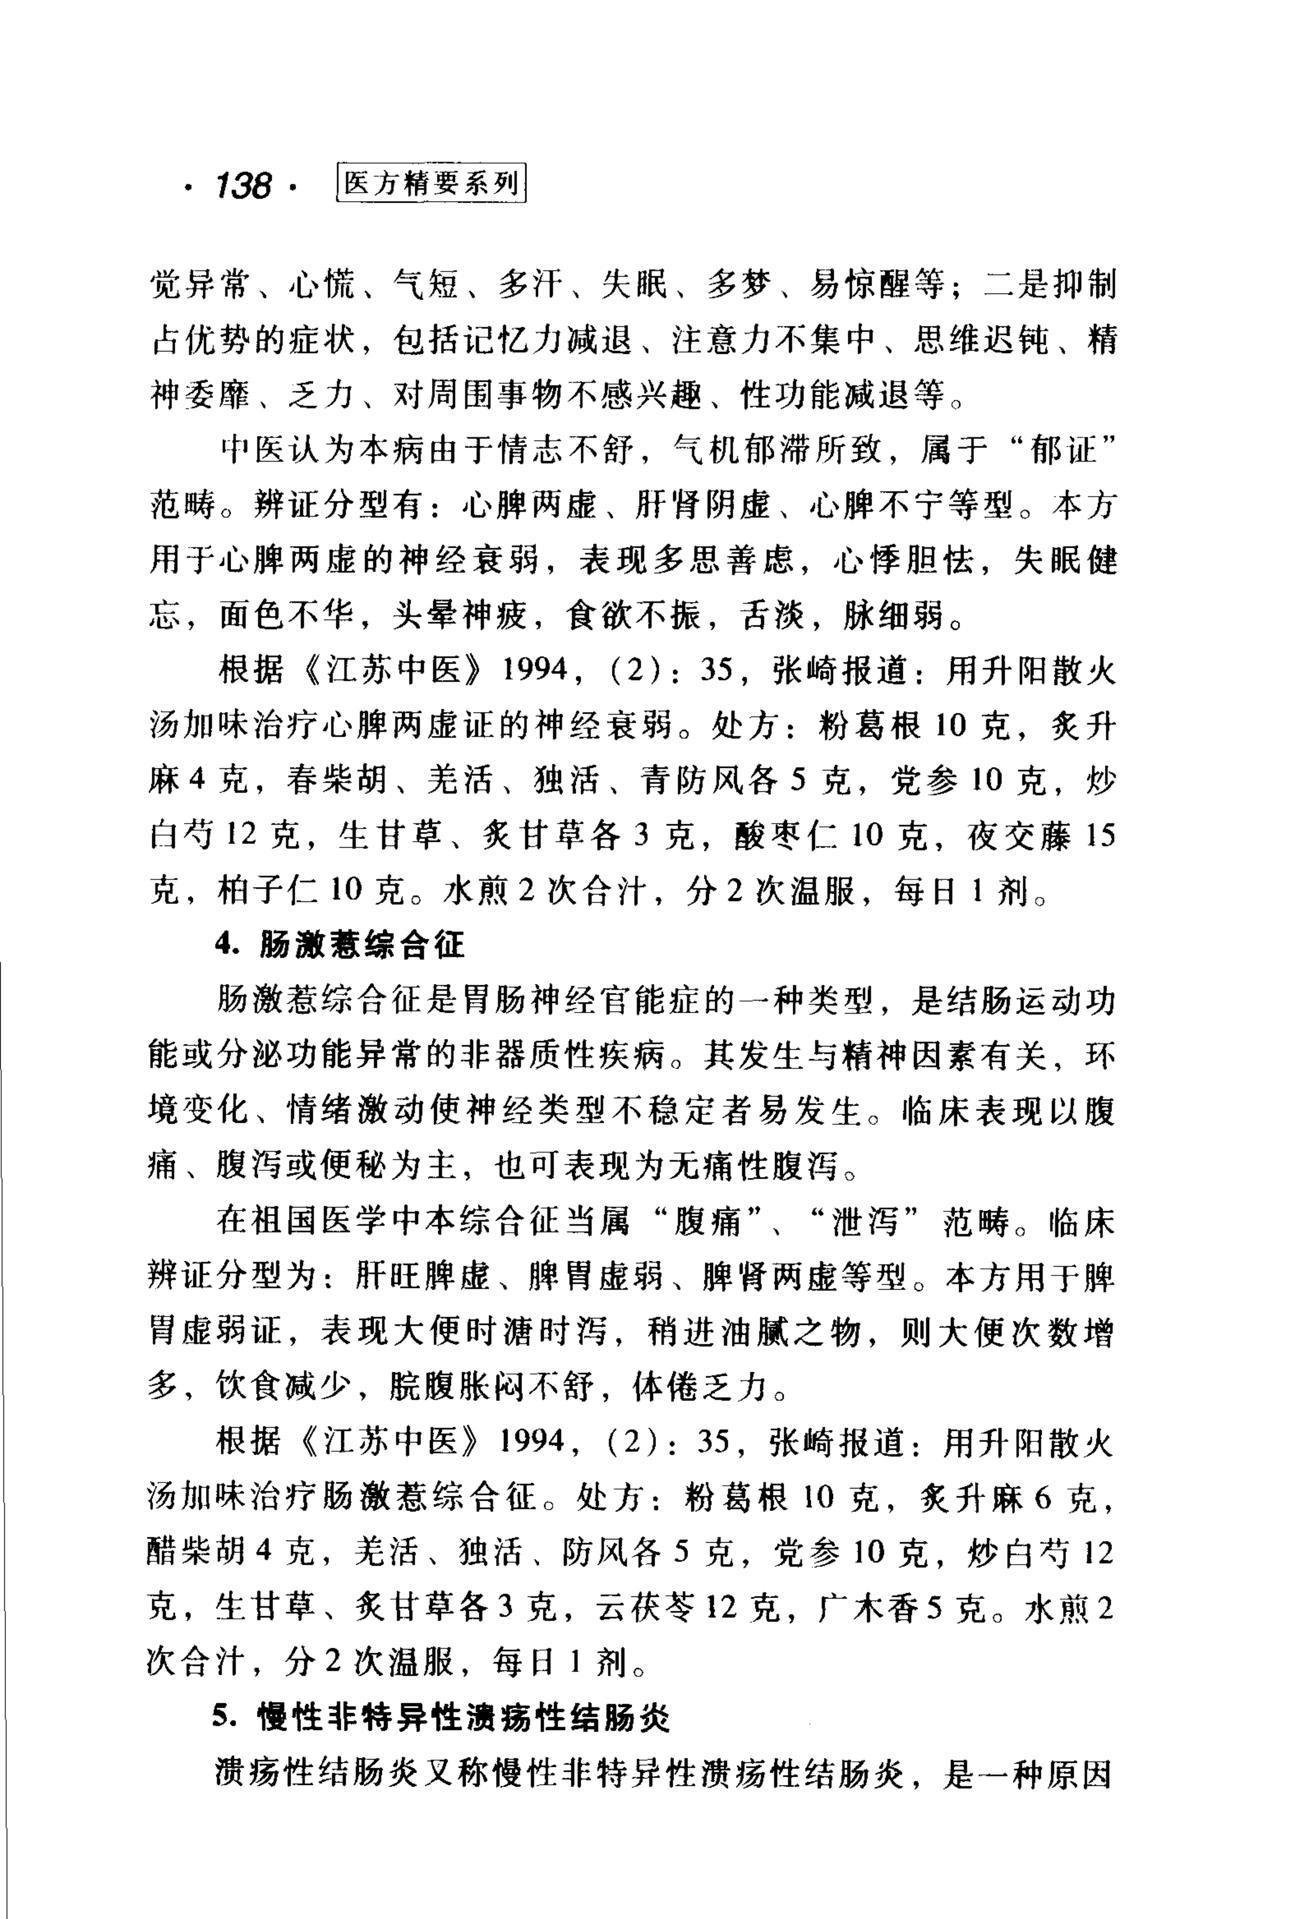 · 138 · 医方精要系列
觉异常、心慌、气短、多汗、失眠、多梦、易惊醒等；二是抑制
占优势的症状，包括记忆力减退、注意力不集中、思维迟钝、精
神委靡、乏力、对周围事物不感兴趣、性功能减退等。
中医认为本病由于情志不舒，气机郁滞所致，属于“郁证”
范畴。辨证分型有：心脾两虚、肝肾阴虚、心脾不宁等型。本方
用于心脾两虚的神经衰弱，表现多思善虑，心悸胆怯，失眠健
忘，面色不华，头晕神疲，食欲不振，舌淡，脉细弱。
根据《江苏中医》1994，（2）：35，张崎报道：用升阳散火
汤加味治疗心脾两虚证的神经衰弱。处方：粉葛根 10 克，炙升
麻 4 克，春柴胡、羌活、独活、青防风各 5 克，党参 10 克，炒
白芍 12 克，生甘草、炙甘草各 3 克，酸枣仁 10 克，夜交藤 15
克，柏子仁 10 克。水煎 2 次合汁，分 2 次温服，每日 1 剂。
4. 肠激惹综合征
肠激惹综合征是胃肠神经官能症的一种类型，是结肠运动功
能或分泌功能异常的非器质性疾病。其发生与精神因素有关，环
境变化、情绪激动使神经类型不稳定者易发生。临床表现以腹
痛、腹泻或便秘为主，也可表现为无痛性腹泻。
在祖国医学中本综合征当属“腹痛”、“泄泻”范畴。临床
辨证分型为：肝旺脾虚、脾胃虚弱、脾肾两虚等型。本方用于脾
胃虚弱证，表现大便时溏时泻，稍进油腻之物，则大便次数增
多，饮食减少，脘腹胀闷不舒，体倦乏力。
根据《江苏中医》1994，（2）：35，张崎报道：用升阳散火
汤加味治疗肠激惹综合征。处方：粉葛根 10 克，炙升麻 6 克，
醋柴胡 4 克，羌活、独活、防风各 5 克，党参 10 克，炒白芍 12
克，生甘草、炙甘草各 3 克，云茯苓 12 克，广木香 5 克。水煎 2
次合汁，分 2 次温服，每日 1 剂。
5. 慢性非特异性溃疡性结肠炎
溃疡性结肠炎又称慢性非特异性溃疡性结肠炎，是一种原因